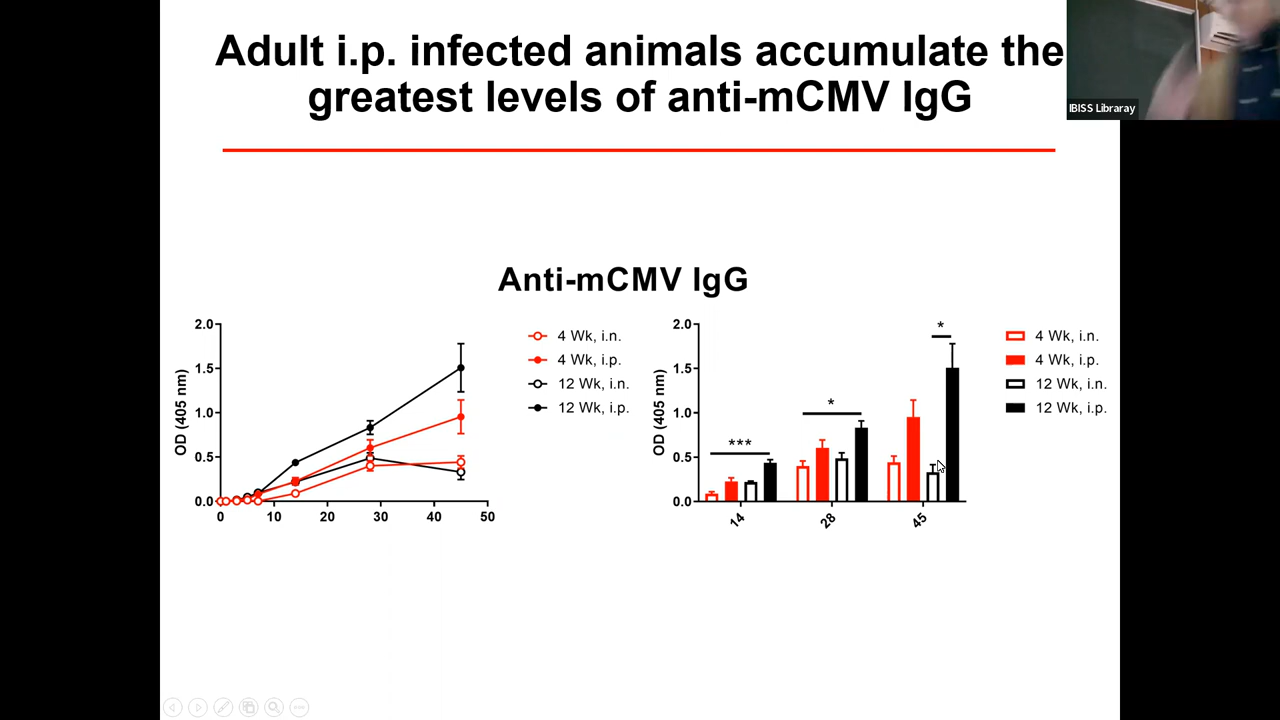 Adult i.p. infected animals accumulate the
greatest levels of anti-mCMV IgG
IBISS Libraray
Anti-mCMV IgG
OD (405 nm)
2.0
1.5
1.0
0.5
0.0
0 10 20 30 40 50
4 Wk, i.n.
4 Wk, i.p.
12 Wk, i.n.
12 Wk, i.p.
OD (405 nm)
2.0
1.5
1.0
0.5
0.0
***
*
*
14 28 45
4 Wk, i.n.
4 Wk, i.p.
12 Wk, i.n.
12 Wk, i.p.